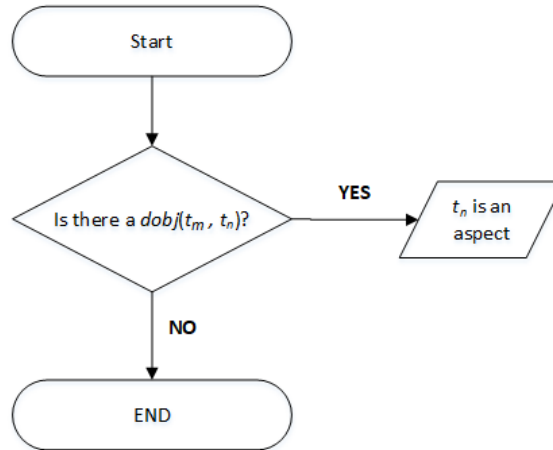 Start
Is there a dobj(tm , tn)?
YES
tn is an
aspect
NO
END